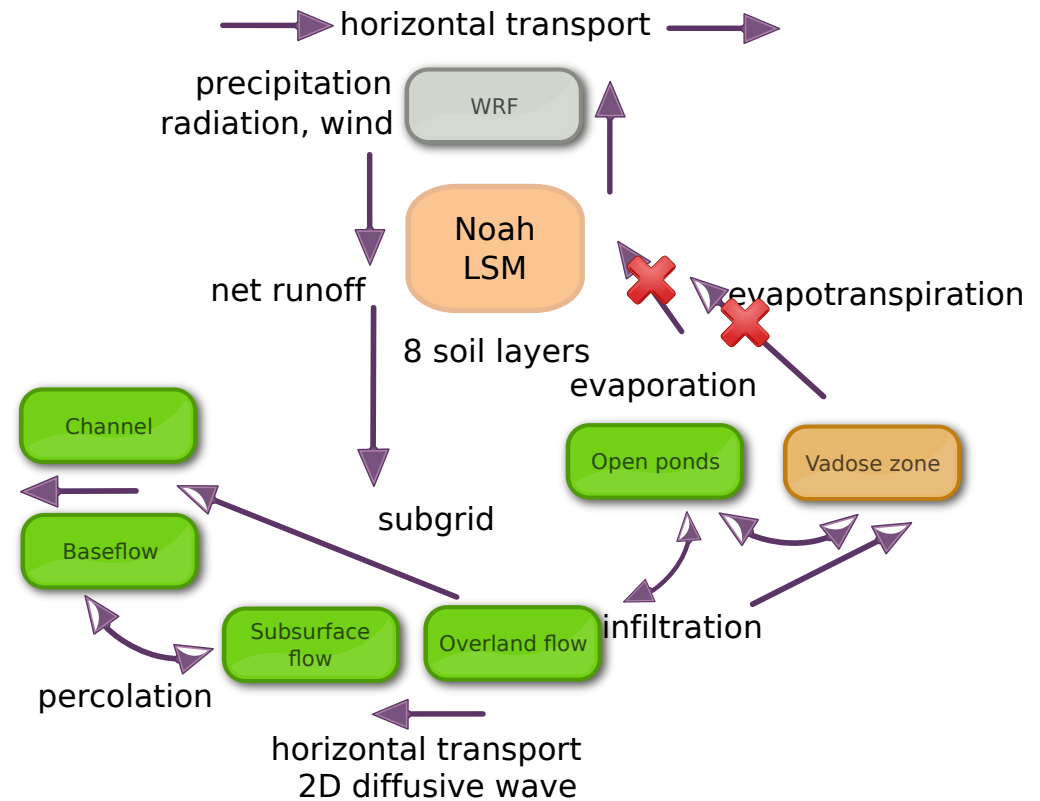 horizontal transport
precipitation
radiation, wind
WRF
Noah
LSM
net runoff
evapotranspiration
8 soil layers
evaporation
Channel
Open ponds
Vadose zone
subgrid
Baseflow
infiltration
Subsurface
flow
Overland flow
percolation
horizontal transport
2D diffusive wave